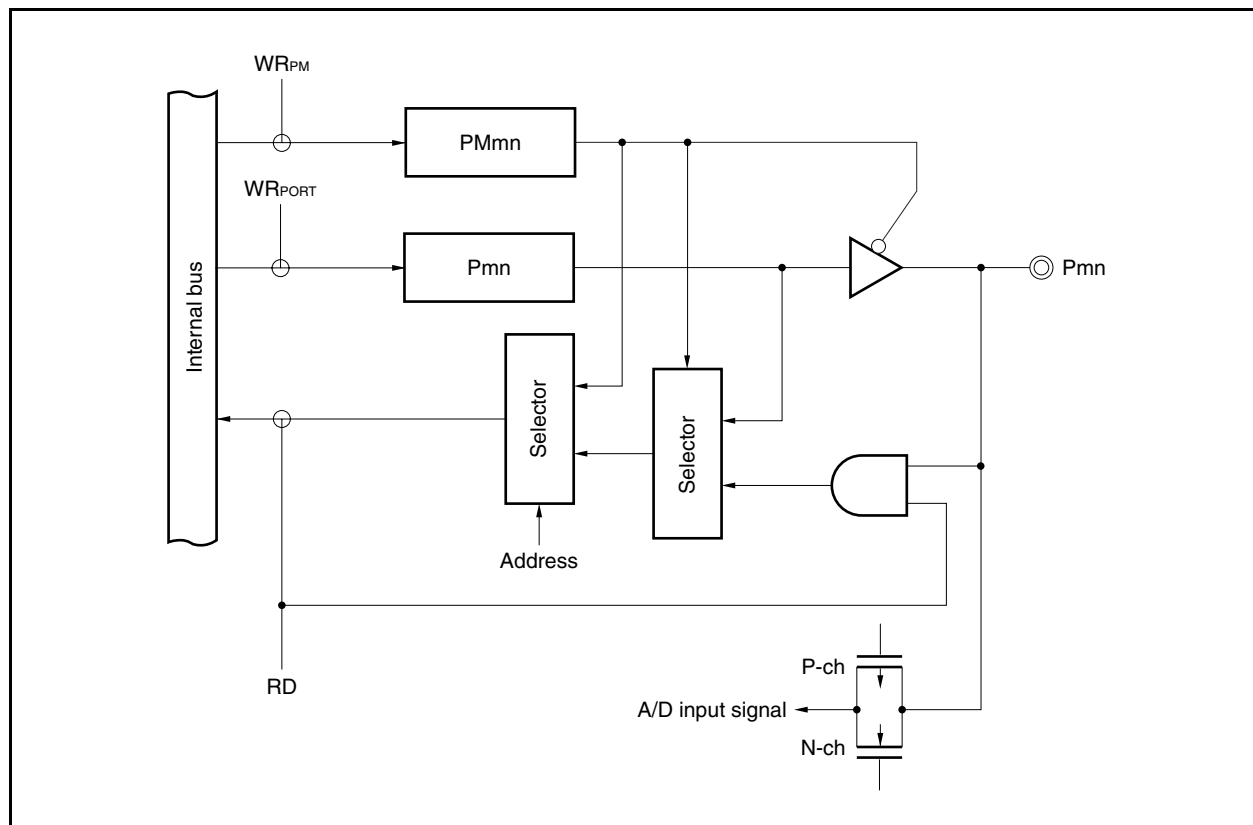 WRPM
PMmn
WRPORT
Pmn
Pmn
Internal bus
Selector
Selector
Address
RD
P-ch
A/D input signal
N-ch